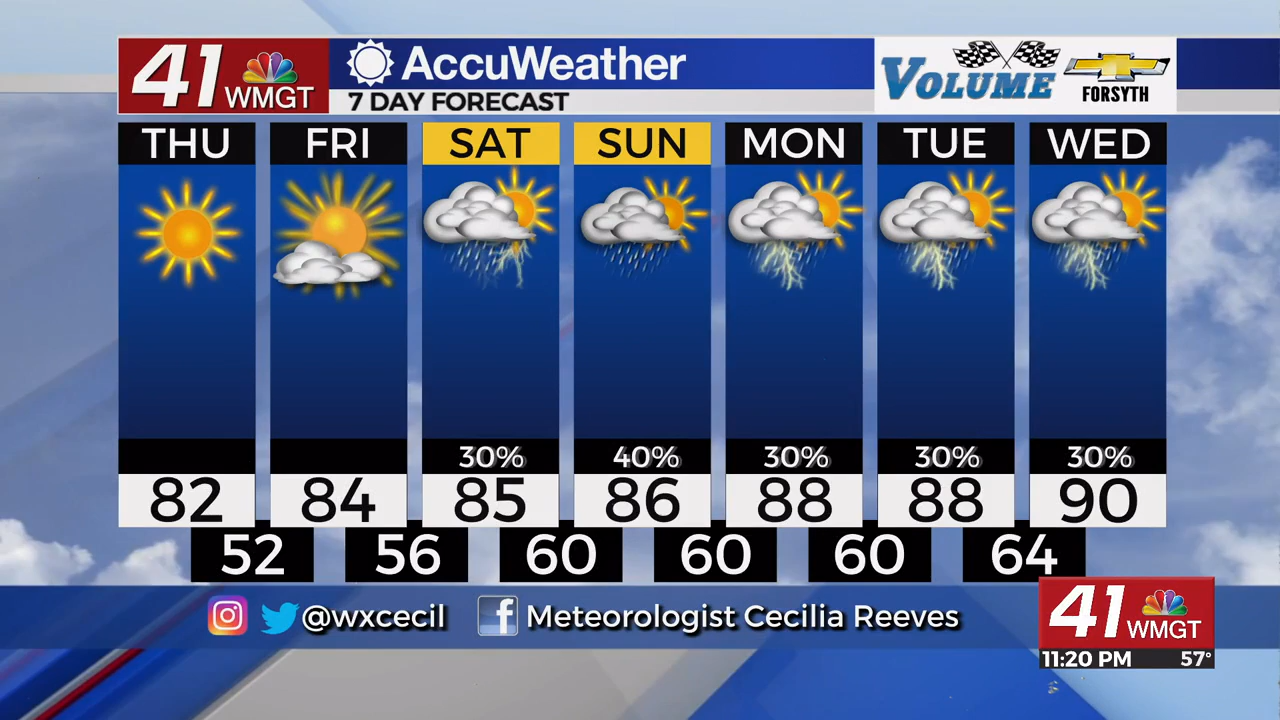 41 WMGT
AccuWeather
7 DAY FORECAST
VOLUME
FORSYTH
THU FRI SAT SUN MON TUE WED
30% 40% 30% 30% 30%
82 84 85 86 88 88 90
52 56 60 60 60 64
@wxcecil f Meteorologist Cecilia Reeves
41 WMGT
11:20 PM 57°